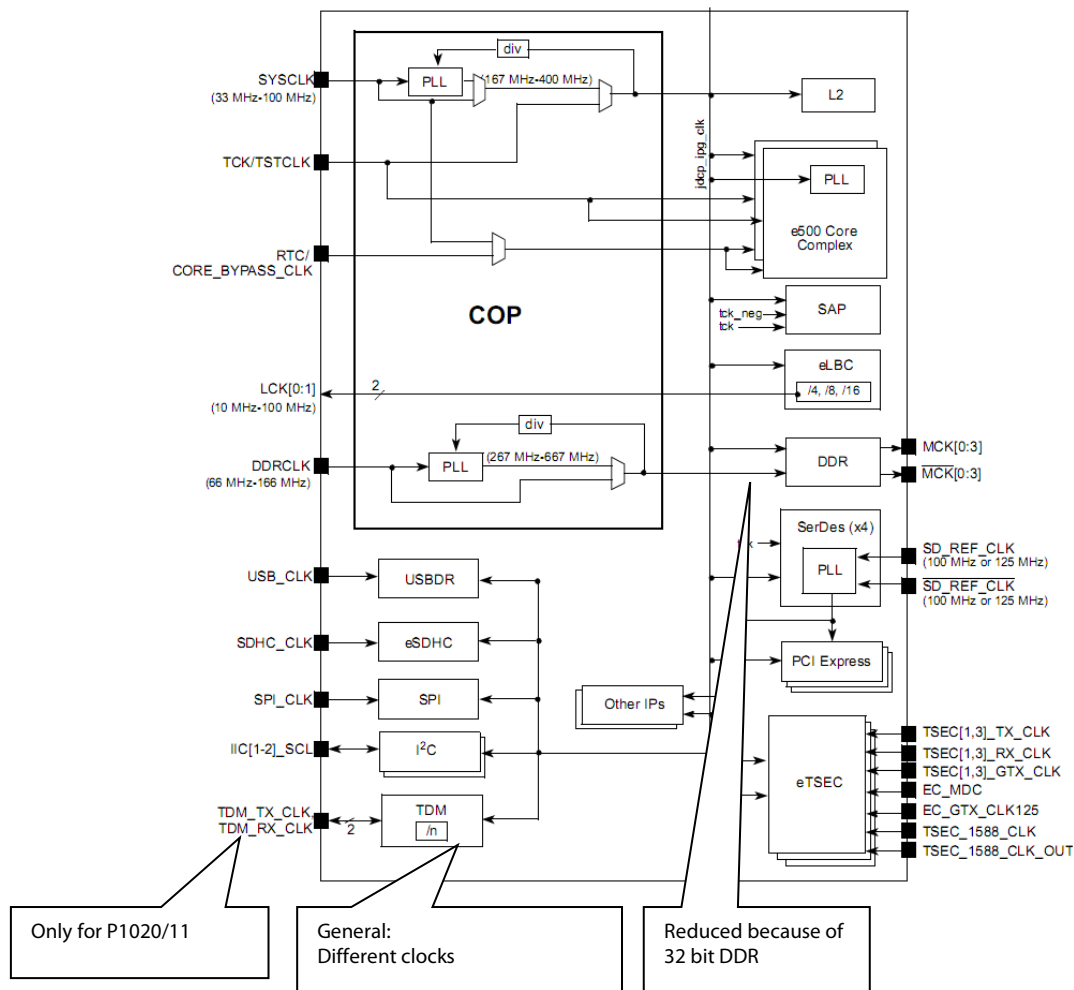 div
SYSCLK
(33 MHz-100 MHz)
PLL
(167 MHz-400 MHz)
L2
jdcp_ipg_clk
TCK/TSTCLK
PLL
e500 Core
Complex
RTC/
CORE_BYPASS_CLK
COP
SAP
tck_neg
tck
eLBC
/4, /8, /16
LCK[0:1]
(10 MHz-100 MHz)
2
div
DDRCLK
(66 MHz-166 MHz)
PLL
(267 MHz-667 MHz)
DDR
MCK[0:3]
MCK[0:3]
SerDes (x4)
PLL
SD_REF_CLK
(100 MHz or 125 MHz)
SD_REF_CLK
(100 MHz or 125 MHz)
USB_CLK
USBDR
SDHC_CLK
eSDHC
PCI Express
SPI_CLK
SPI
Other IPs
IIC[1-2]_SCL
I²C
TDM_TX_CLK,
TDM_RX_CLK
2
TDM
/n
eTSEC
TSEC[1,3]_TX_CLK
TSEC[1,3]_RX_CLK
TSEC[1,3]_GTX_CLK
EC_MDC
EC_GTX_CLK125
TSEC_1588_CLK
TSEC_1588_CLK_OUT
Only for P1020/11
General:
Different clocks
Reduced because of
32 bit DDR